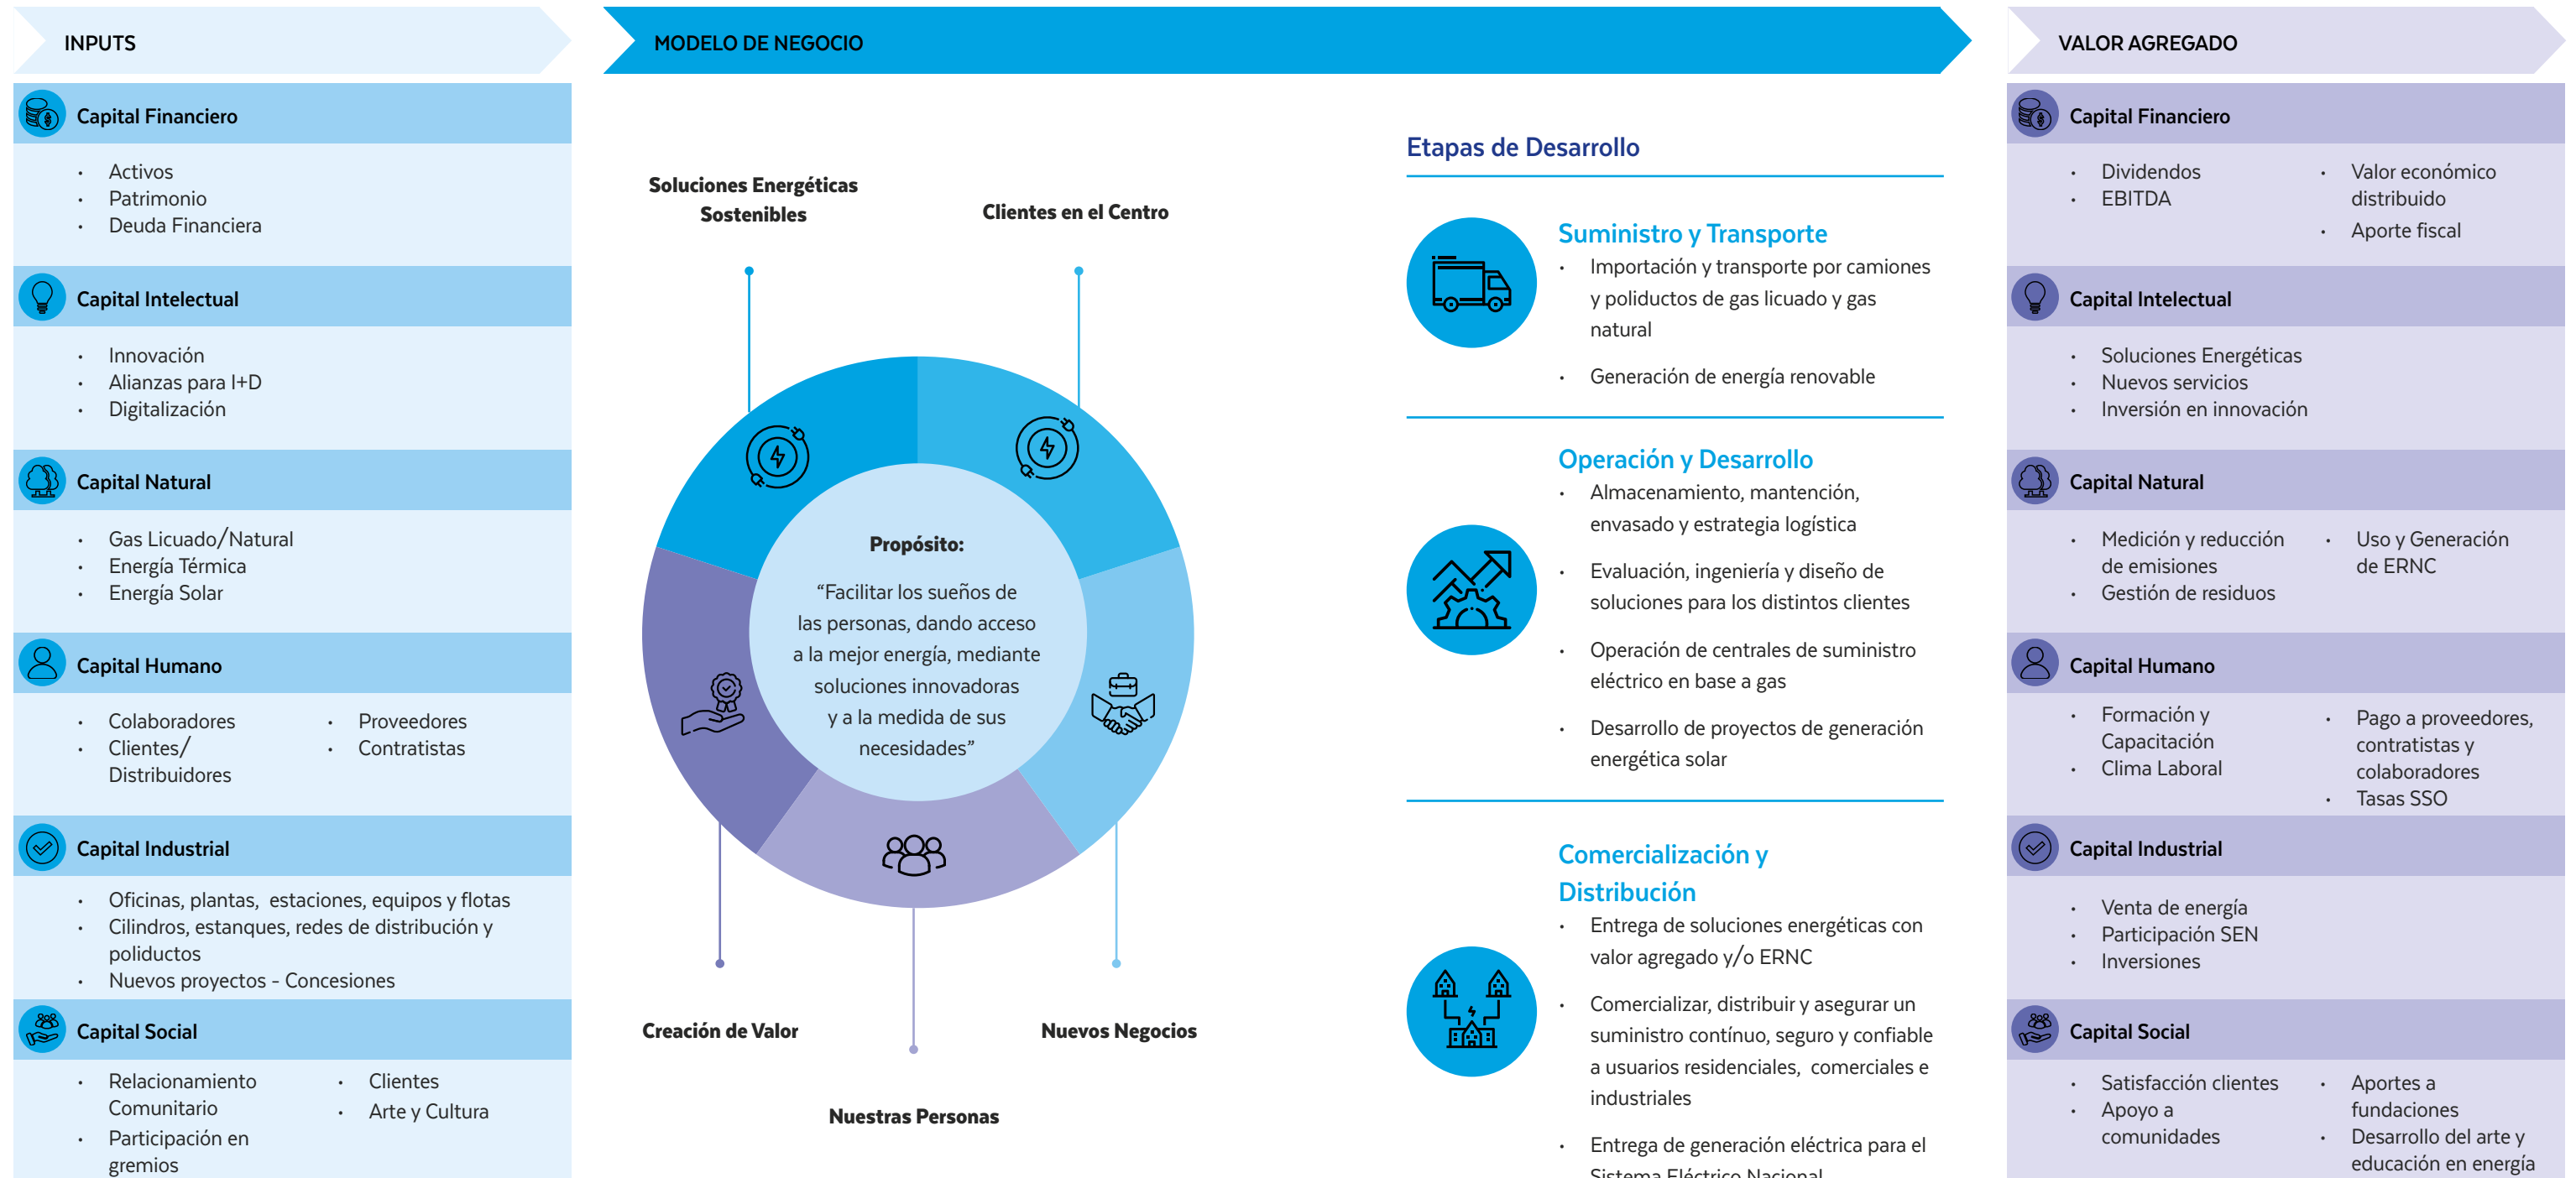 INPUTS
Capital Financiero
• Activos
• Patrimonio
• Deuda Financiera
Capital Intelectual
• Innovación
• Alianzas para I+D
• Digitalización
Capital Natural
• Gas Licuado/Natural
• Energía Térmica
• Energía Solar
Capital Humano
• Colaboradores
• Clientes/
Distribuidores
• Proveedores
• Contratistas
Capital Industrial
• Oficinas, plantas, estaciones, equipos y flotas
• Cilindros, estanques, redes de distribución y
poliductos
• Nuevos proyectos - Concesiones
Capital Social
• Relacionamiento
Comunitario
• Participación en
gremios
• Clientes
• Arte y Cultura
MODELO DE NEGOCIO
Soluciones Energéticas
Sostenibles
Clientes en el Centro
Propósito:
“Facilitar los sueños de
las personas, dando acceso
a la mejor energía, mediante
soluciones innovadoras
y a la medida de sus
necesidades”
Creación de Valor
Nuevos Negocios
Nuestras Personas
Etapas de Desarrollo
Suministro y Transporte
• Importación y transporte por camiones
y poliductos de gas licuado y gas
natural
• Generación de energía renovable
Operación y Desarrollo
• Almacenamiento, mantención,
envasado y estrategia logística
• Evaluación, ingeniería y diseño de
soluciones para los distintos clientes
• Operación de centrales de suministro
eléctrico en base a gas
• Desarrollo de proyectos de generación
energética solar
Comercialización y
Distribución
• Entrega de soluciones energéticas con
valor agregado y/o ERNC
• Comercializar, distribuir y asegurar un
suministro contínuo, seguro y confiable
a usuarios residenciales, comerciales e
industriales
• Entrega de generación eléctrica para el
Sistema Eléctrico Nacional
VALOR AGREGADO
Capital Financiero
• Dividendos
• EBITDA
• Valor económico
distribuido
• Aporte fiscal
Capital Intelectual
• Soluciones Energéticas
• Nuevos servicios
• Inversión en innovación
Capital Natural
• Medición y reducción
de emisiones
• Gestión de residuos
• Uso y Generación
de ERNC
Capital Humano
• Formación y
Capacitación
• Clima Laboral
• Pago a proveedores,
contratistas y
colaboradores
• Tasas SSO
Capital Industrial
• Venta de energía
• Participación SEN
• Inversiones
Capital Social
• Satisfacción clientes
• Apoyo a
comunidades
• Aportes a
fundaciones
• Desarrollo del arte y
educación en energía